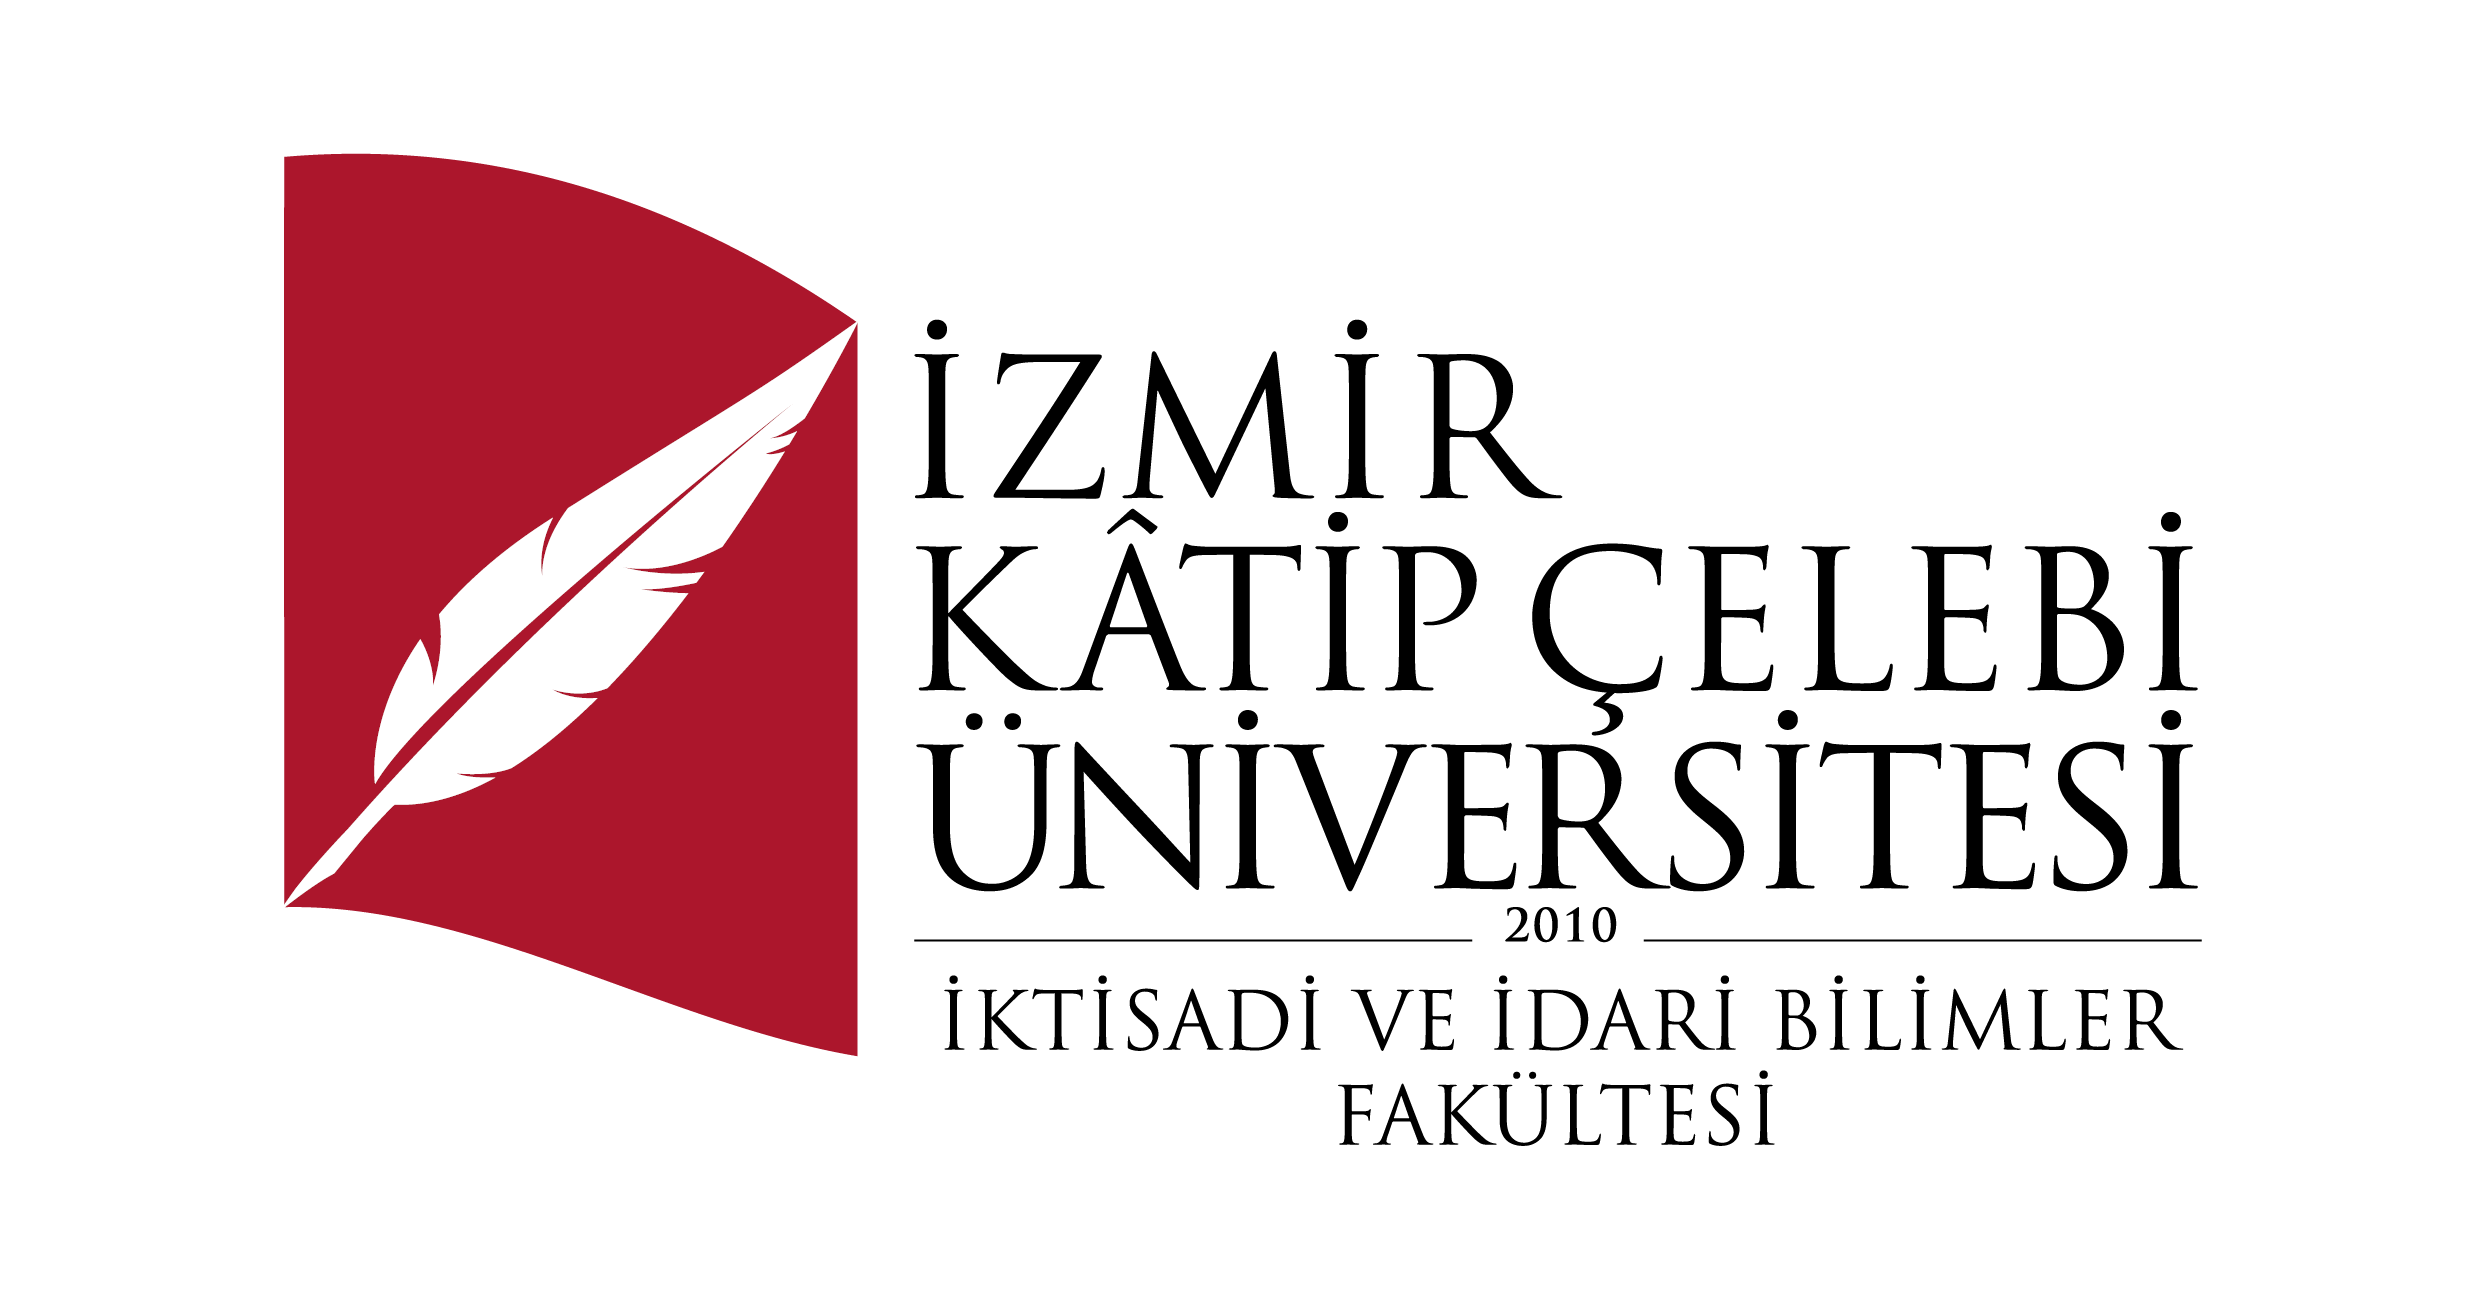 İZMİR
KÂTİP ÇELEBİ
ÜNİVERSİTESİ
2010
İKTİSADİ VE İDARİ BİLİMLER
FAKÜLTESİ